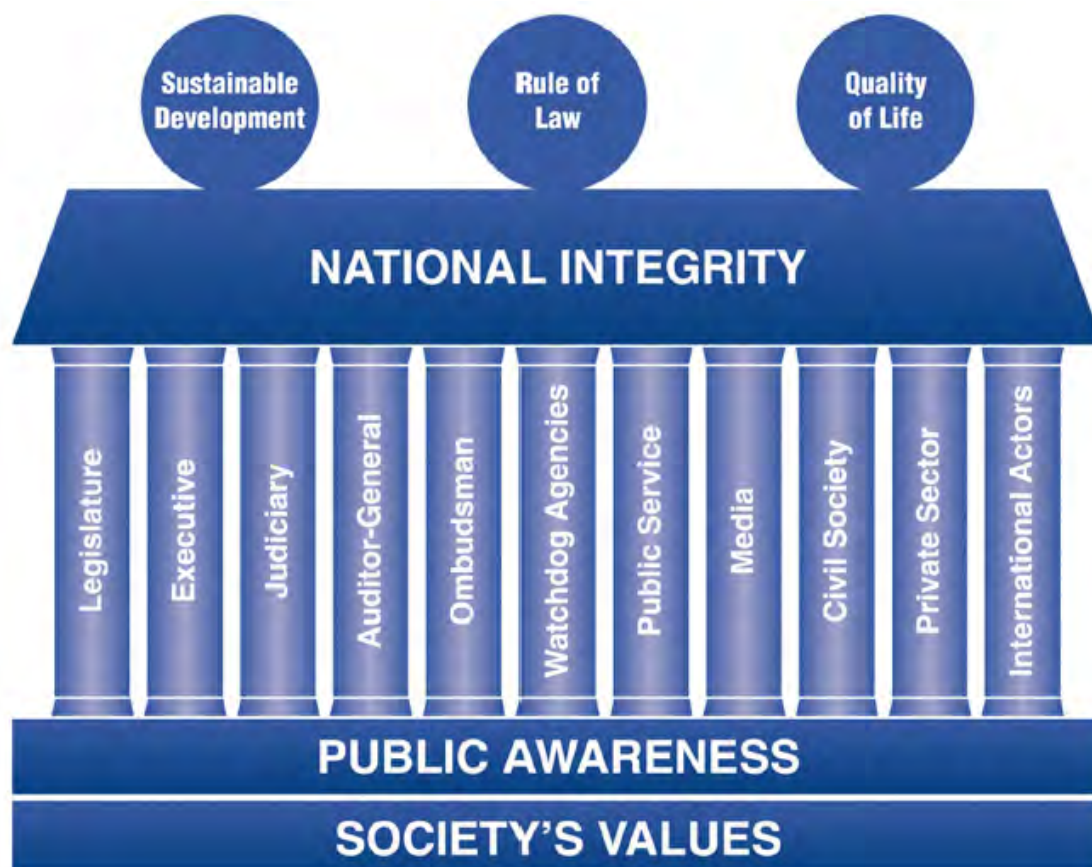 Sustainable
Development
Rule of
Law
Quality
of Life
NATIONAL INTEGRITY
Legislature
Executive
Judiciary
Auditor-General
Ombudsman
Watchdog Agencies
Public Service
Media
Civil Society
Private Sector
International Actors
PUBLIC AWARENESS
SOCIETY'S VALUES